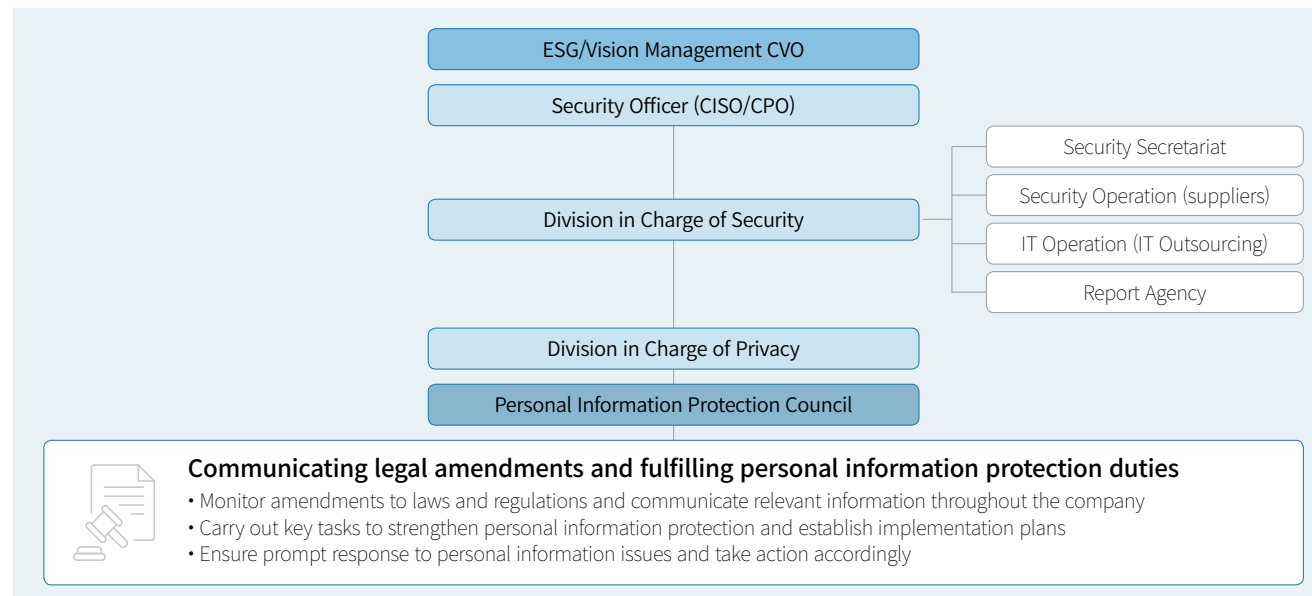 ESG/Vision Management CVO
Security Officer (CISO/CPO)
Security Secretariat
Security Operation (suppliers)
Division in Charge of Security
IT Operation (IT Outsourcing)
Report Agency
Division in Charge of Privacy
Personal Information Protection Council
Communicating legal amendments and fulfilling personal information protection duties
• Monitor amendments to laws and regulations and communicate relevant information throughout the company
• Carry out key tasks to strengthen personal information protection and establish implementation plans
• Ensure prompt response to personal information issues and take action accordingly